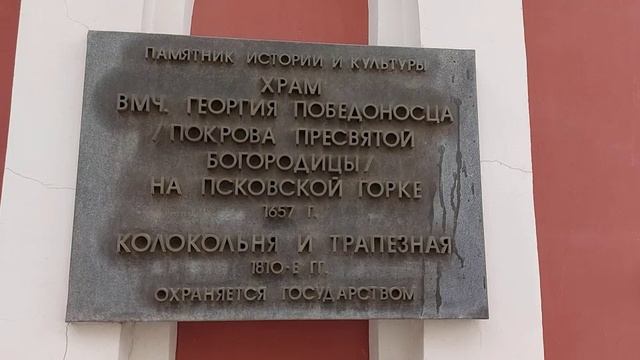 ПАМЯТНИК ИСТОРИИ И КУЛЬТУРЫ
ХРАМ
ВМЧ. ГЕОРГИЯ ПОБЕДОНОСЦА
/ПОКРОВА ПРЕСВЯТОЙ
БОГОРОДИЦЫ/
НА ПСКОВСКОЙ ГОРКЕ
1657 Г.
КОЛОКОЛЬНЯ И ТРАПЕЗНАЯ
1810-Е ГГ.
ОХРАНЯЕТСЯ ГОСУДАРСТВОМ